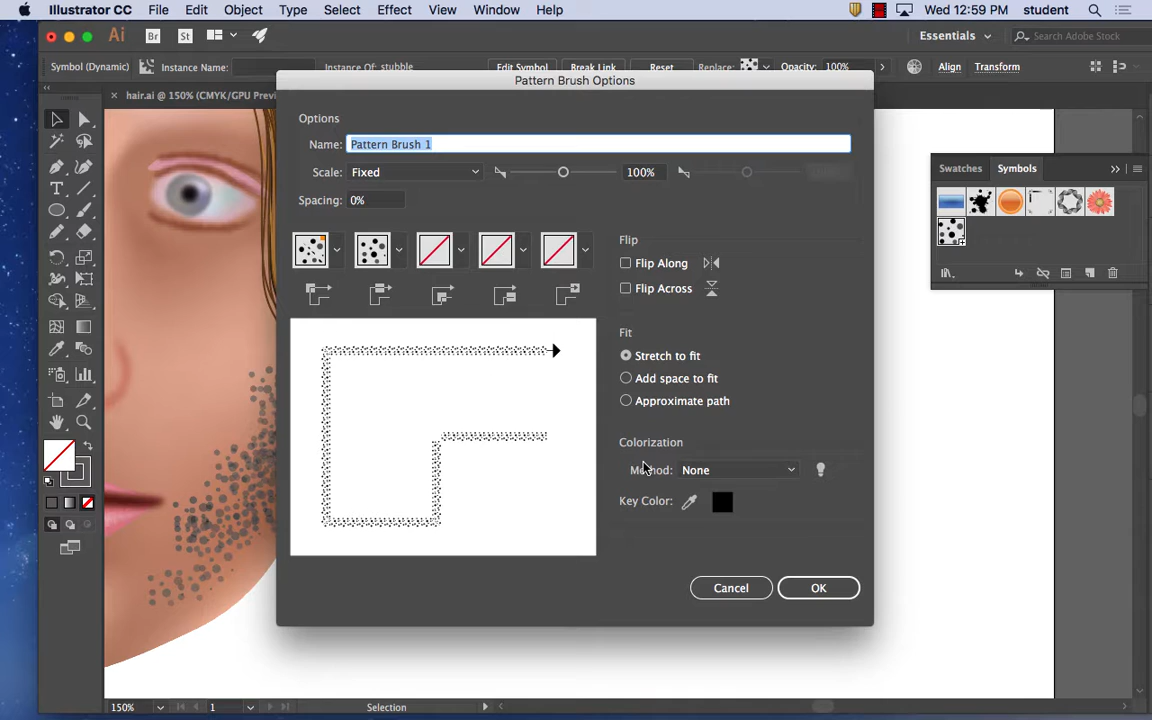 Illustrator CC File Edit Object Type Select Effect View Window Help Wed 12:59 PM student
Ai Br St Essentials Search Adobe Stock
Symbol (Dynamic) Instance Name: Instance Of: stubble Edit Symbol Break Link Reset Replace: Opacity: 100% Align Transform
Pattern Brush Options
hair.ai @ 150% (CMYK/GPU Previ
Options
Name: Pattern Brush 1
Scale: Fixed 100%
Spacing: 0%
Swatches Symbols
Flip
Flip Along
Flip Across
Fit
Stretch to fit
Add space to fit
Approximate path
Colorization
Method: None
Key Color:
Cancel OK
150% 1 Selection